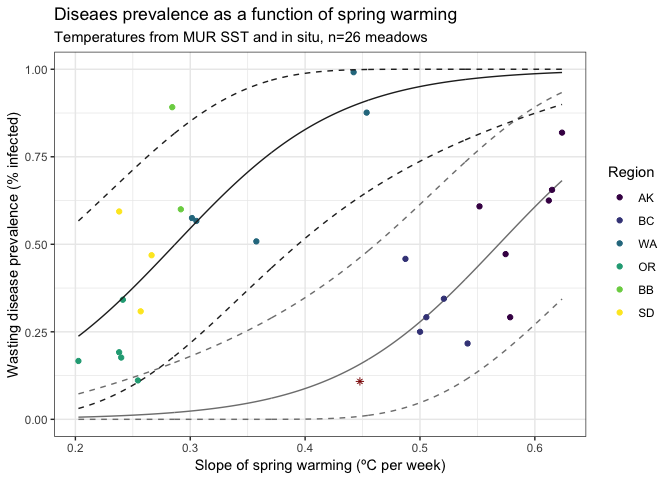 Diseaes prevalence as a function of spring warming
Temperatures from MUR SST and in situ, n=26 meadows
Wasting disease prevalence (% infected)
1.00
0.75
0.50
0.25
0.00
0.2
0.3
0.4
0.5
0.6
Slope of spring warming (ºC per week)
Region
AK
BC
WA
OR
BB
SD